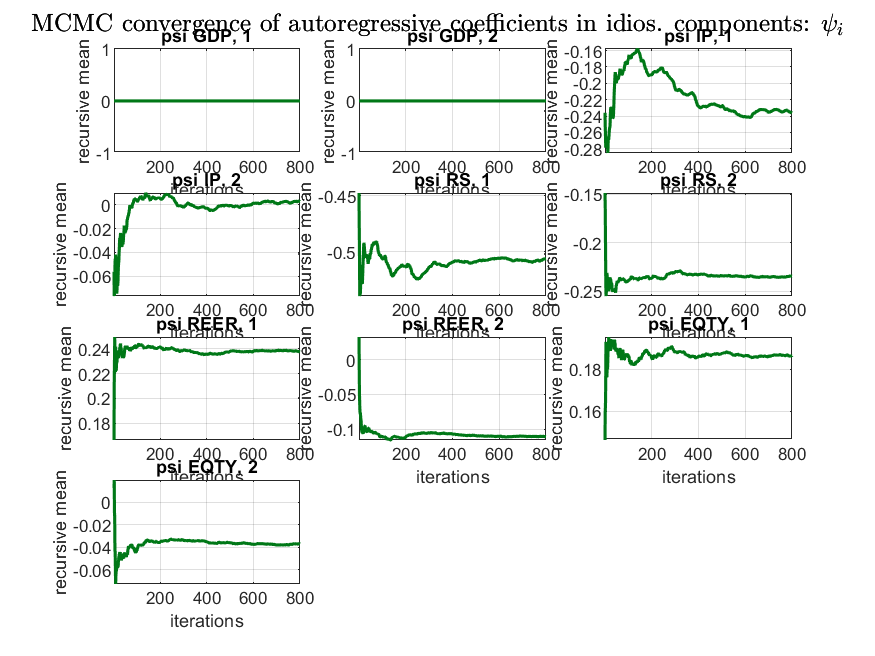 MCMC convergence of autoregressive coefficients in idios. components: ψi
psi GDP, 1
psi GDP, 2
psi IP, 1
recursive mean
1
0
-1
200 400 600 800
iterations
recursive mean
1
0
-1
200 400 600 800
recursive mean
-0.16
-0.18
-0.2
-0.22
-0.24
-0.26
-0.28
200 400 600 800
iterations
psi IP, 2
psi RS, 1
psi RS, 2
recursive mean
0
-0.02
-0.04
-0.06
200 400 600 800
iterations
recursive mean
-0.45
-0.5
200 400 600 800
recursive mean
-0.15
-0.2
-0.25
200 400 600 800
iterations
psi REER, 1
psi REER, 2
psi EQTY, 1
recursive mean
0.24
0.22
0.2
0.18
200 400 600 800
iterations
recursive mean
0
-0.05
-0.1
200 400 600 800
iterations
recursive mean
0.18
0.16
200 400 600 800
iterations
psi EQTY, 2
recursive mean
0
-0.02
-0.04
-0.06
200 400 600 800
iterations